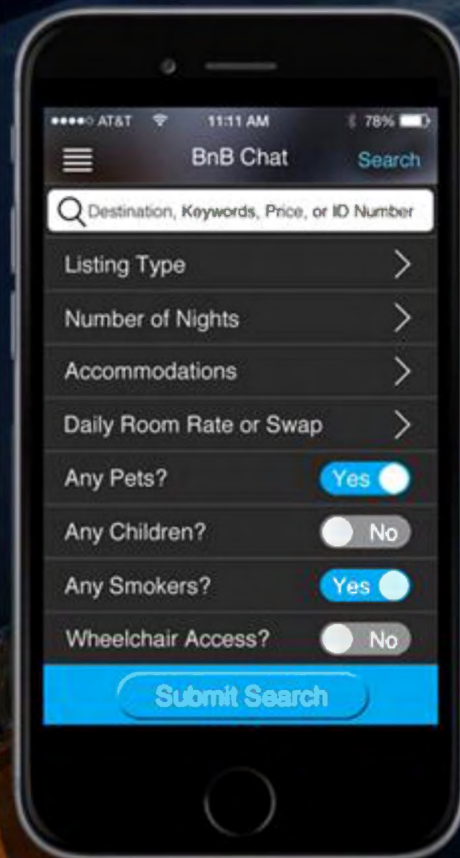 AT&T 11:11 AM 78%
BnB Chat Search
Destination, Keywords, Price, or ID Number
Listing Type
Number of Nights
Accommodations
Daily Room Rate or Swap
Any Pets? Yes
Any Children? No
Any Smokers? Yes
Wheelchair Access? No
Submit Search